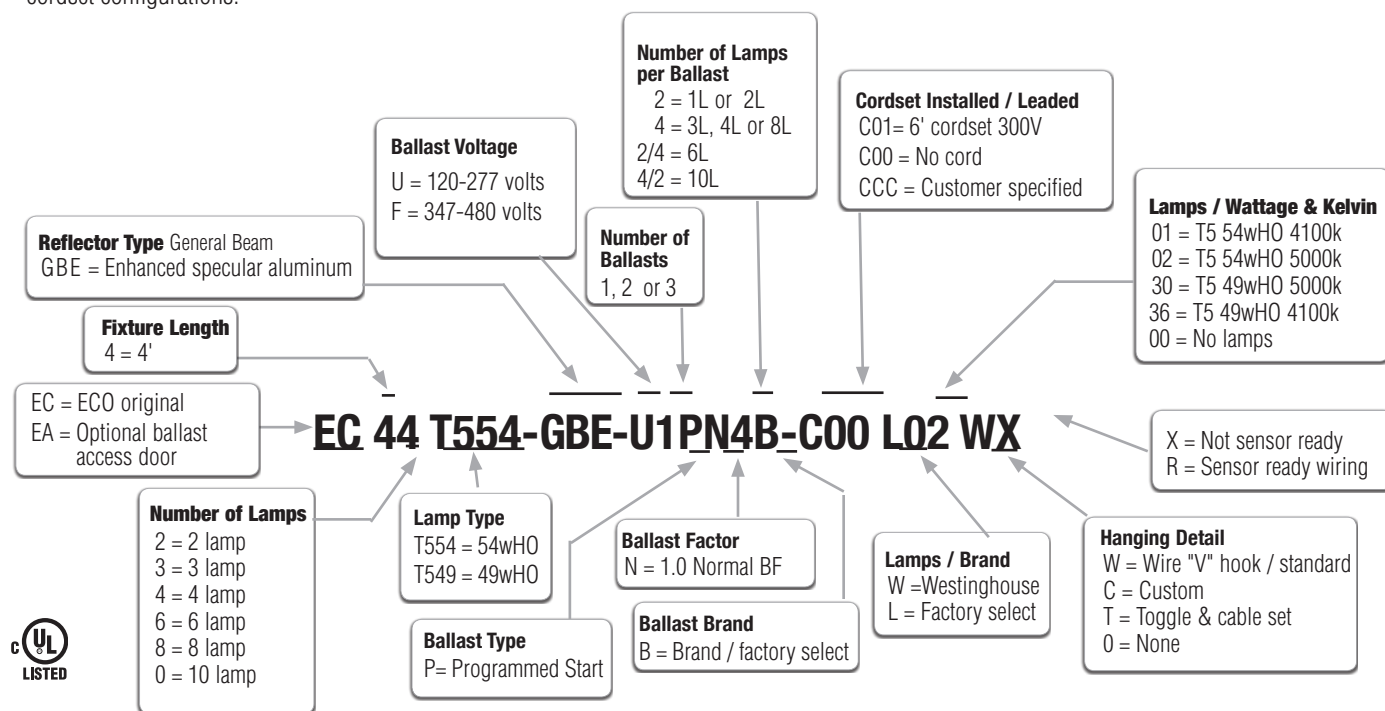 cordset configurations.
Number of Lamps
per Ballast
2 = 1L or 2L
4 = 3L, 4L or 8L
2/4 = 6L
4/2 = 10L
Cordset Installed / Leaded
C01= 6' cordset 300V
C00 = No cord
CCC = Customer specified
Ballast Voltage
U = 120-277 volts
F = 347-480 volts
Lamps / Wattage & Kelvin
01 = T5 54wHO 4100k
02 = T5 54wHO 5000k
30 = T5 49wHO 5000k
36 = T5 49wHO 4100k
00 = No lamps
Reflector Type General Beam
GBE = Enhanced specular aluminum
Number of
Ballasts
1, 2 or 3
Fixture Length
4 = 4'
EC = ECO original
EA = Optional ballast
access door
EC 44 T554-GBE-U1PN4B-C00 L02 WX
X = Not sensor ready
R = Sensor ready wiring
Number of Lamps
2 = 2 lamp
3 = 3 lamp
4 = 4 lamp
6 = 6 lamp
8 = 8 lamp
0 = 10 lamp
Lamp Type
T554 = 54wHO
T549 = 49wHO
Ballast Factor
N = 1.0 Normal BF
Lamps / Brand
W =Westinghouse
L = Factory select
Hanging Detail
W = Wire "V" hook / standard
C = Custom
T = Toggle & cable set
0 = None
Ballast Type
P= Programmed Start
Ballast Brand
B = Brand / factory select
c UL
LISTED